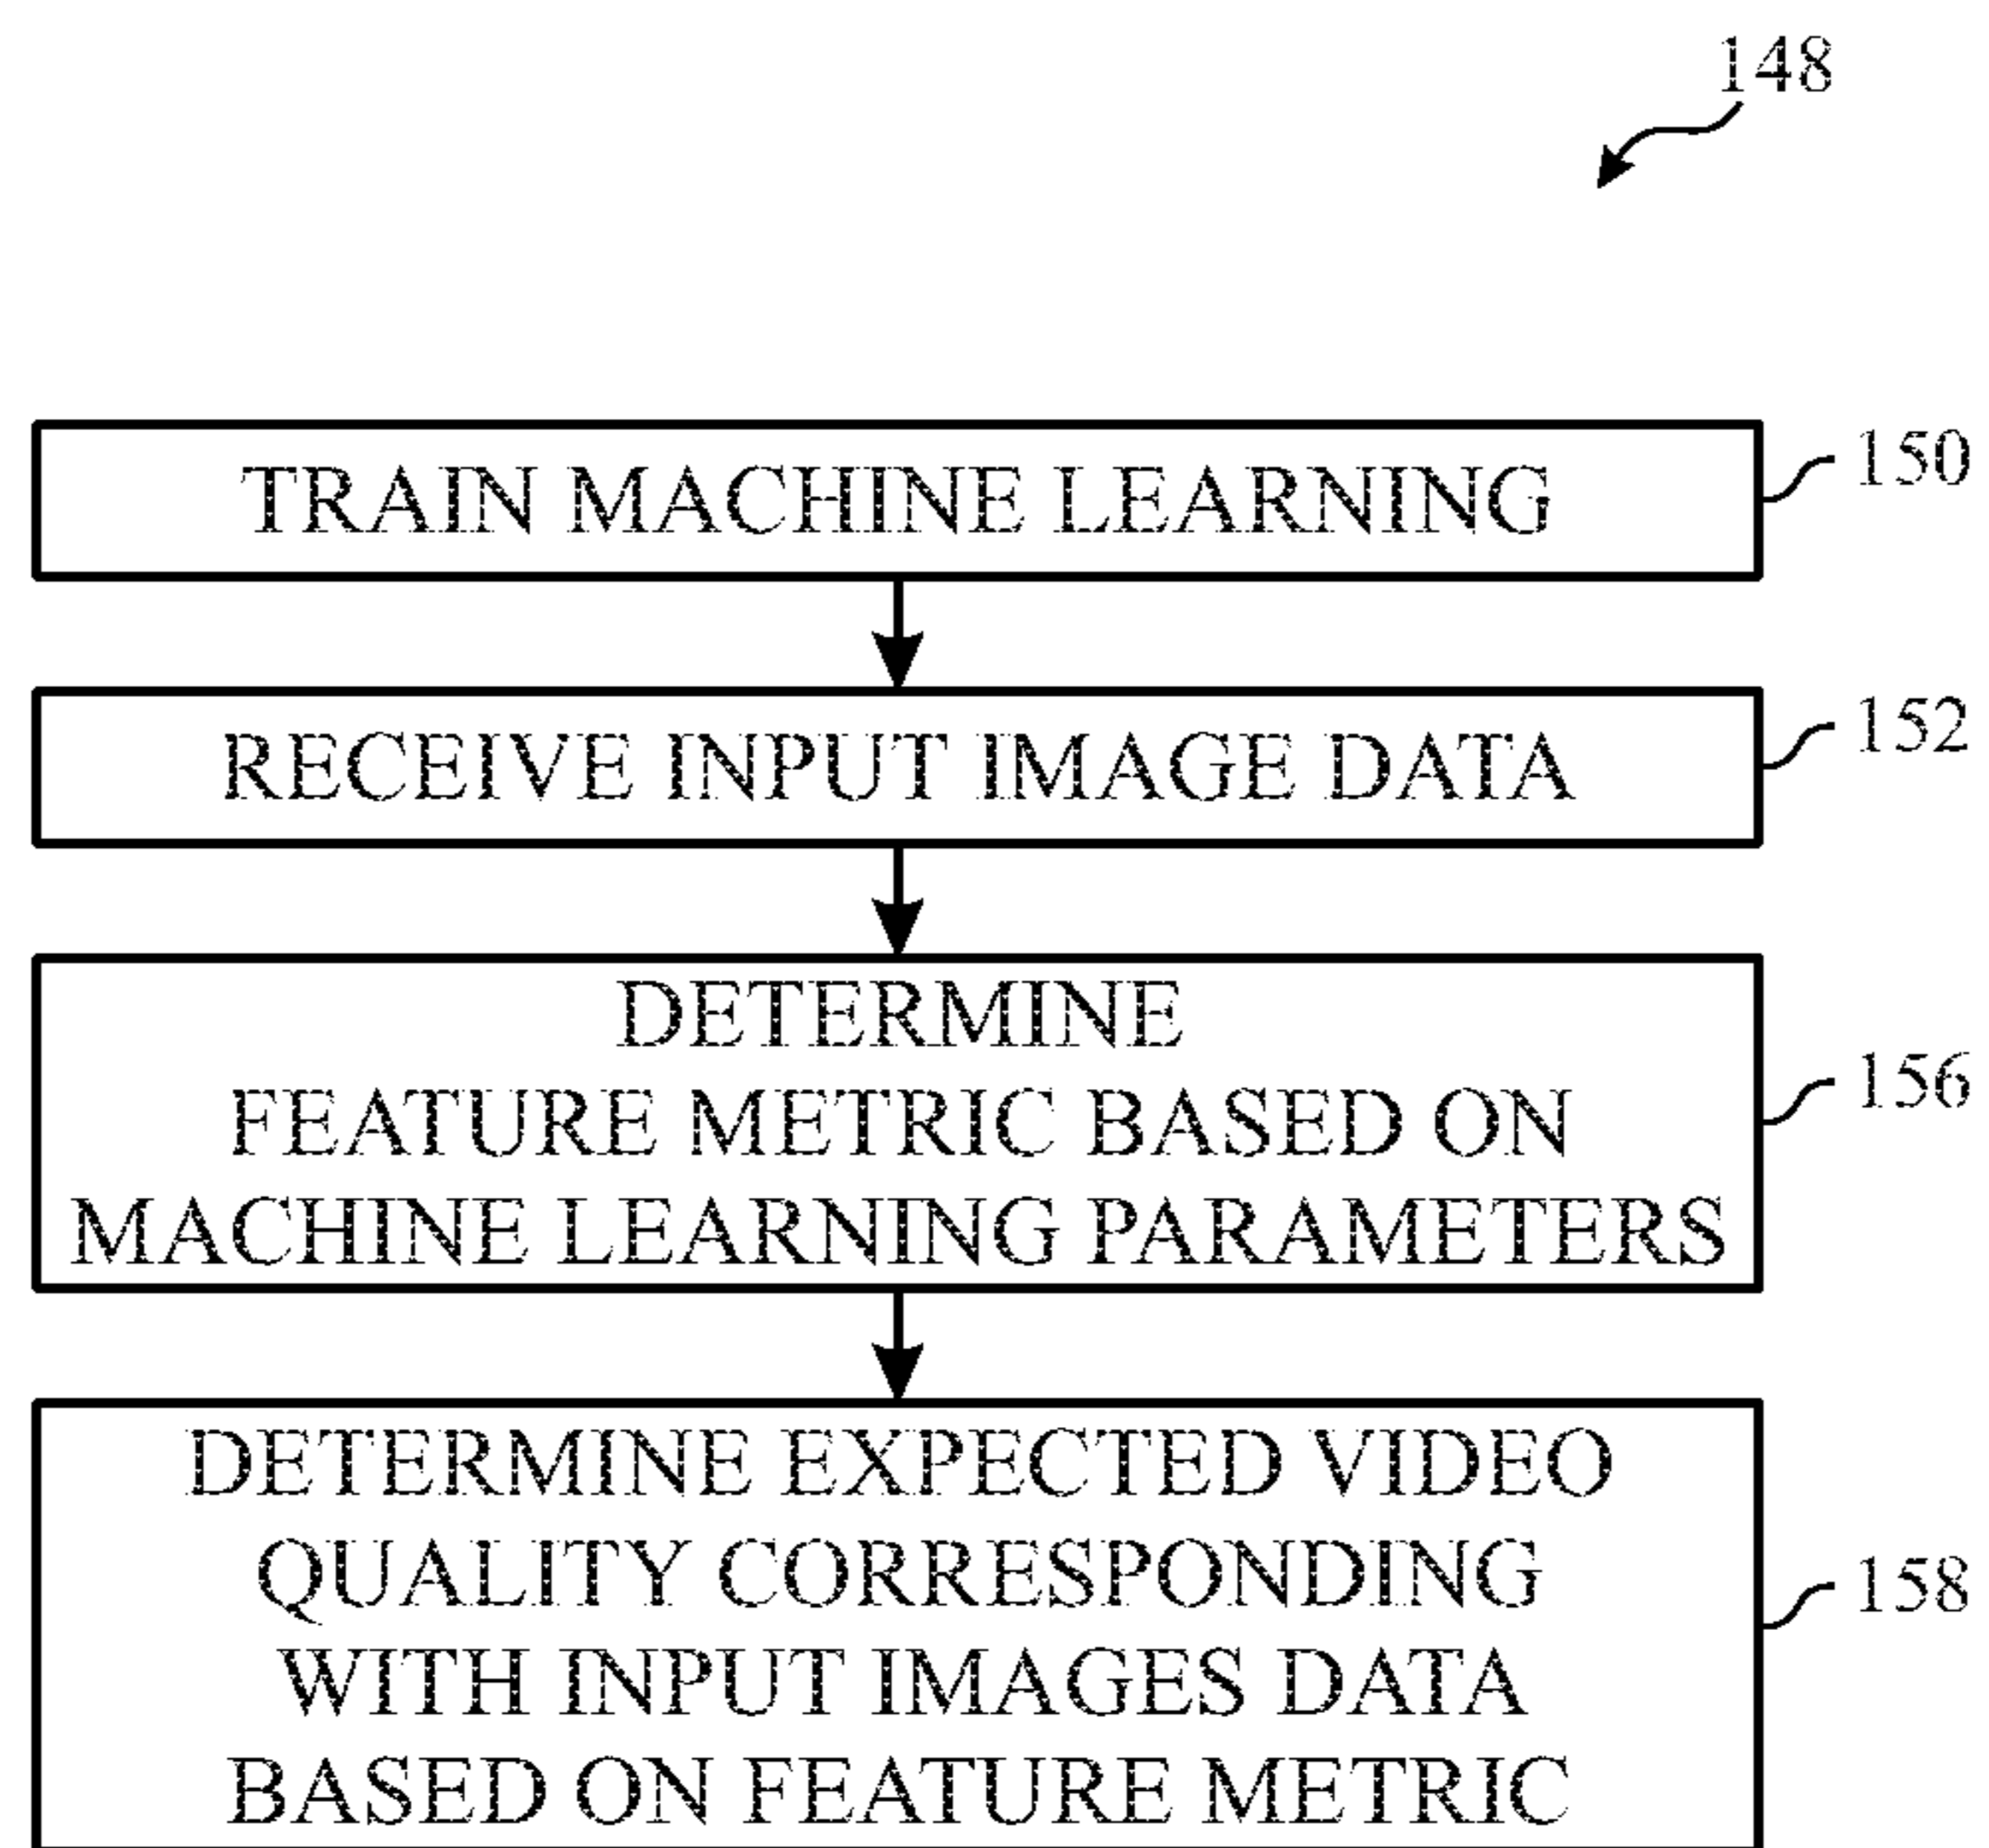 148
TRAIN MACHINE LEARNING
150
RECEIVE INPUT IMAGE DATA
152
DETERMINE
FEATURE METRIC BASED ON
MACHINE LEARNING PARAMETERS
156
DETERMINE EXPECTED VIDEO
QUALITY CORRESPONDING
WITH INPUT IMAGES DATA
BASED ON FEATURE METRIC
158